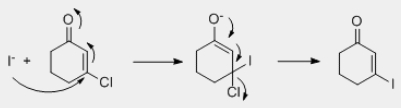 O O⁻ O
I⁻ + Cl I Cl I